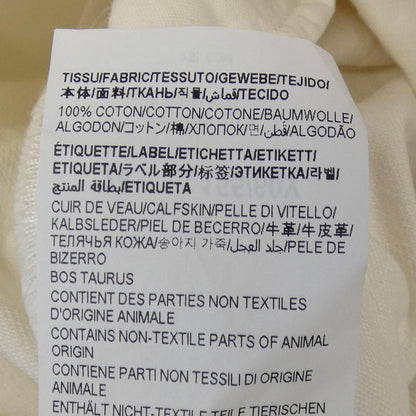 TISSU/FABRIC/TESSUTO/GEWEBE/TEJIDO/
本体/面料/ТКАНЬ/직물/قماش/TECIDO
100% COTON/COTTON/COTONE/BAUMWOLLE/
ALGODON/コットン/棉/ХЛОПОК/면/قطن/ALGODÃO
ÉTIQUETTE/LABEL/ETICHETTA/ETIKETT/
ETIQUETA/ラベル部分/标签/ЭТИКЕТКА/라벨/
بطاقة المنتج/ETIQUETA
CUIR DE VEAU/CALFSKIN/PELLE DI VITELLO/
KALBSLEDER/PIEL DE BECERRO/牛革/牛皮革/
ТЕЛЯЧЬЯ КОЖА/송아지 가죽/جلد العجل/PELE DE
BIZERRO
BOS TAURUS
CONTIENT DES PARTIES NON TEXTILES
D'ORIGINE ANIMALE
CONTAINS NON-TEXTILE PARTS OF ANIMAL
ORIGIN
CONTIENE PARTI NON TESSILI DI ORIGINE
ANIMALE
ENTHÄLT NICHT-TEXTILE TEILE